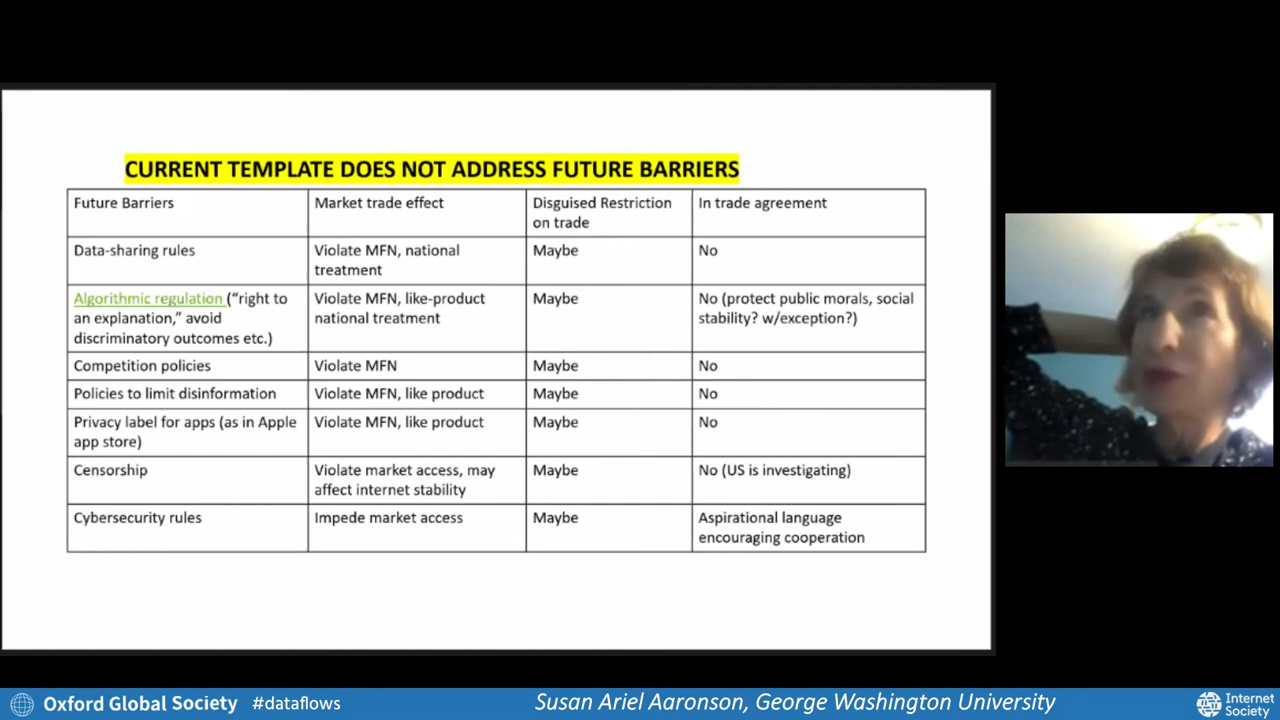 CURRENT TEMPLATE DOES NOT ADDRESS FUTURE BARRIERS
Future Barriers
Market trade effect
Disguised Restriction
on trade
In trade agreement
Data-sharing rules
Violate MFN, national
treatment
Maybe
No
Algorithmic regulation (“right to
an explanation,” avoid
discriminatory outcomes etc.)
Violate MFN, like-product
national treatment
Maybe
No (protect public morals, social
stability? w/exception?)
Competition policies
Violate MFN
Maybe
No
Policies to limit disinformation
Violate MFN, like product
Maybe
No
Privacy label for apps (as in Apple
app store)
Violate MFN, like product
Maybe
No
Censorship
Violate market access, may
affect internet stability
Maybe
No (US is investigating)
Cybersecurity rules
Impede market access
Maybe
Aspirational language
encouraging cooperation
Oxford Global Society
#dataflows
Susan Ariel Aaronson, George Washington University
Internet
Society